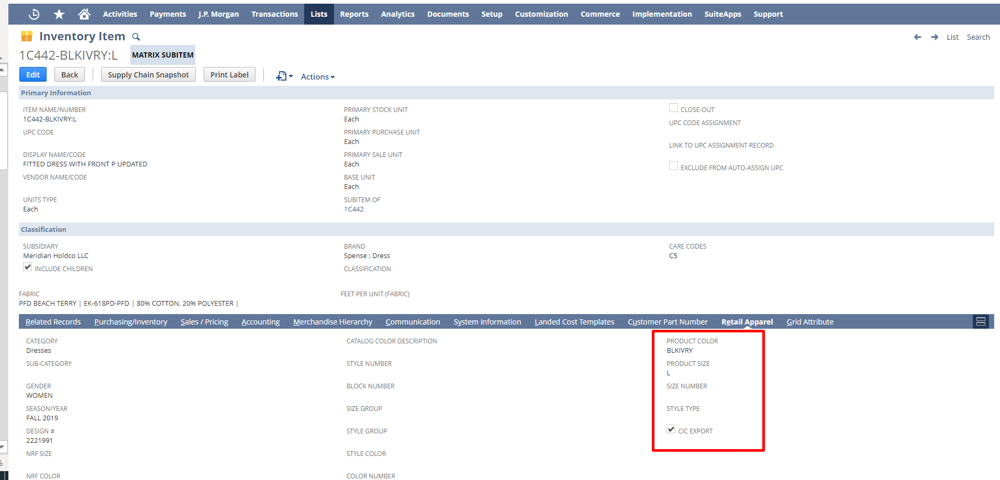 Activities Payments J.P. Morgan Transactions Lists Reports Analytics Documents Setup Customization Commerce Implementation SuiteApps Support
Inventory Item
List Search
1C442-BLKIVRY:L MATRIX SUBITEM
Edit Back Supply Chain Snapshot Print Label Actions
Primary Information
ITEM NAME/NUMBER
1C442-BLKIVRY:L
UPC CODE
DISPLAY NAME/CODE
FITTED DRESS WITH FRONT P UPDATED
VENDOR NAME/CODE
UNITS TYPE
Each
PRIMARY STOCK UNIT
Each
PRIMARY PURCHASE UNIT
Each
PRIMARY SALE UNIT
Each
BASE UNIT
Each
SUBITEM OF
1C442
CLOSE-OUT
UPC CODE ASSIGNMENT
LINK TO UPC ASSIGNMENT RECORD
EXCLUDE FROM AUTO-ASSIGN UPC
Classification
SUBSIDIARY
Meridian Holdco LLC
INCLUDE CHILDREN
BRAND
Spense : Dress
CLASSIFICATION
CARE CODES
C5
FABRIC
PFD BEACH TERRY | EK-618PD-PFD | 80% COTTON, 20% POLYESTER |
FEET PER UNIT (FABRIC)
Related Records Purchasing/Inventory Sales / Pricing Accounting Merchandise Hierarchy Communication System Information Landed Cost Templates Customer Part Number Retail Apparel Grid Attribute
CATEGORY
Dresses
SUB-CATEGORY
GENDER
WOMEN
SEASON/YEAR
FALL 2019
DESIGN #
2221991
NRF SIZE
NRF COLOR
CATALOG COLOR DESCRIPTION
STYLE NUMBER
BLOCK NUMBER
SIZE GROUP
STYLE GROUP
STYLE COLOR
COLOR NUMBER
PRODUCT COLOR
BLKIVRY
PRODUCT SIZE
L
SIZE NUMBER
STYLE TYPE
CIC EXPORT